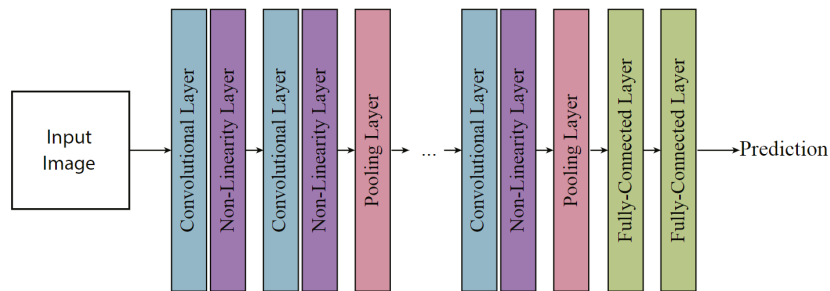 Input
Image
Convolutional Layer
Non-Linearity Layer
Convolutional Layer
Non-Linearity Layer
Pooling Layer
...
Convolutional Layer
Non-Linearity Layer
Pooling Layer
Fully-Connected Layer
Fully-Connected Layer
Prediction